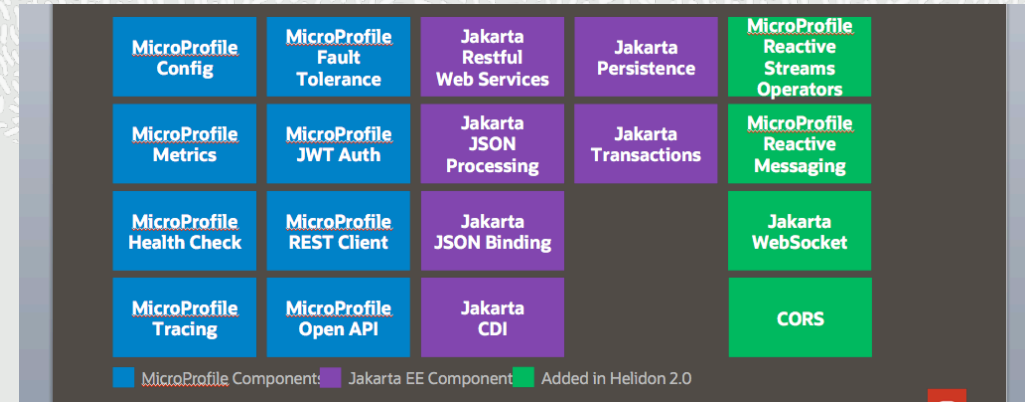 MicroProfile
Config
MicroProfile
Fault
Tolerance
Jakarta
Restful
Web Services
Jakarta
Persistence
MicroProfile
Reactive
Streams
Operators
MicroProfile
Metrics
MicroProfile
JWT Auth
Jakarta
JSON
Processing
Jakarta
Transactions
MicroProfile
Reactive
Messaging
MicroProfile
Health Check
MicroProfile
REST Client
Jakarta
JSON Binding
Jakarta
WebSocket
MicroProfile
Tracing
MicroProfile
Open API
Jakarta
CDI
CORS
MicroProfile Components
Jakarta EE Component
Added in Helidon 2.0